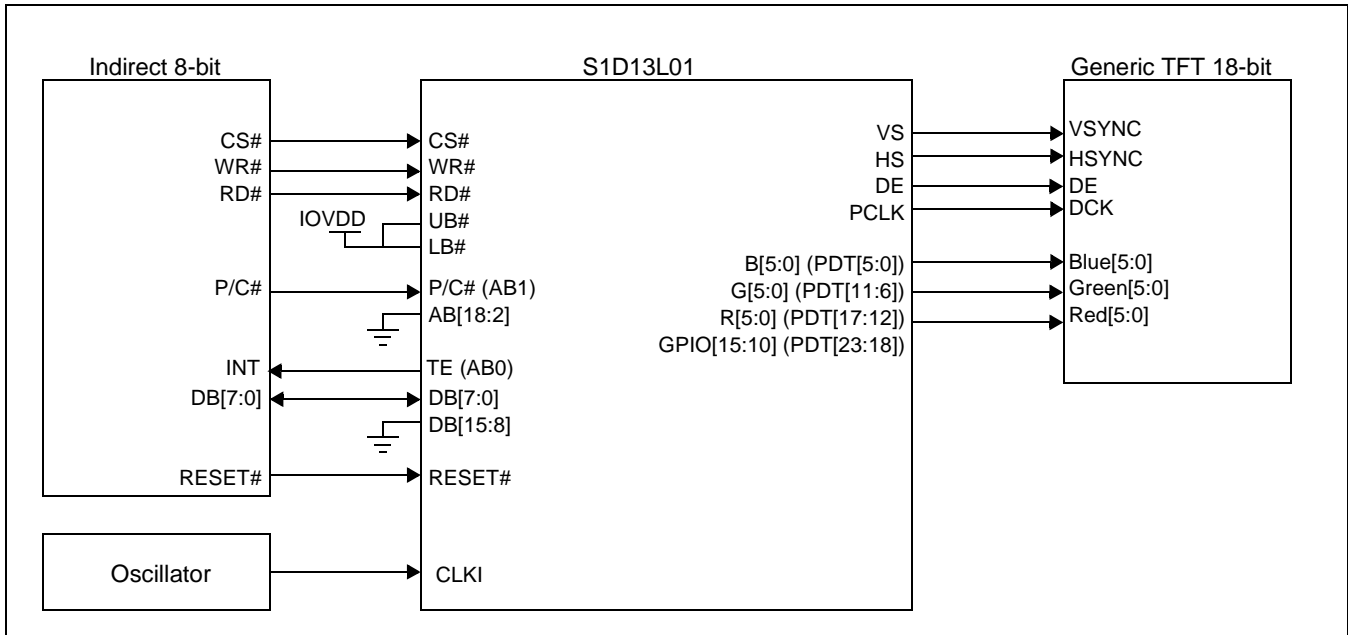 Indirect 8-bit
S1D13L01
Generic TFT 18-bit
CS#
WR#
RD#
P/C#
INT
DB[7:0]
RESET#
IOVDD
CS#
WR#
RD#
UB#
LB#
P/C# (AB1)
AB[18:2]
TE (AB0)
DB[7:0]
DB[15:8]
RESET#
CLKI
VS
HS
DE
PCLK
B[5:0] (PDT[5:0])
G[5:0] (PDT[11:6])
R[5:0] (PDT[17:12])
GPIO[15:10] (PDT[23:18])
VSYNC
HSYNC
DE
DCK
Blue[5:0]
Green[5:0]
Red[5:0]
Oscillator